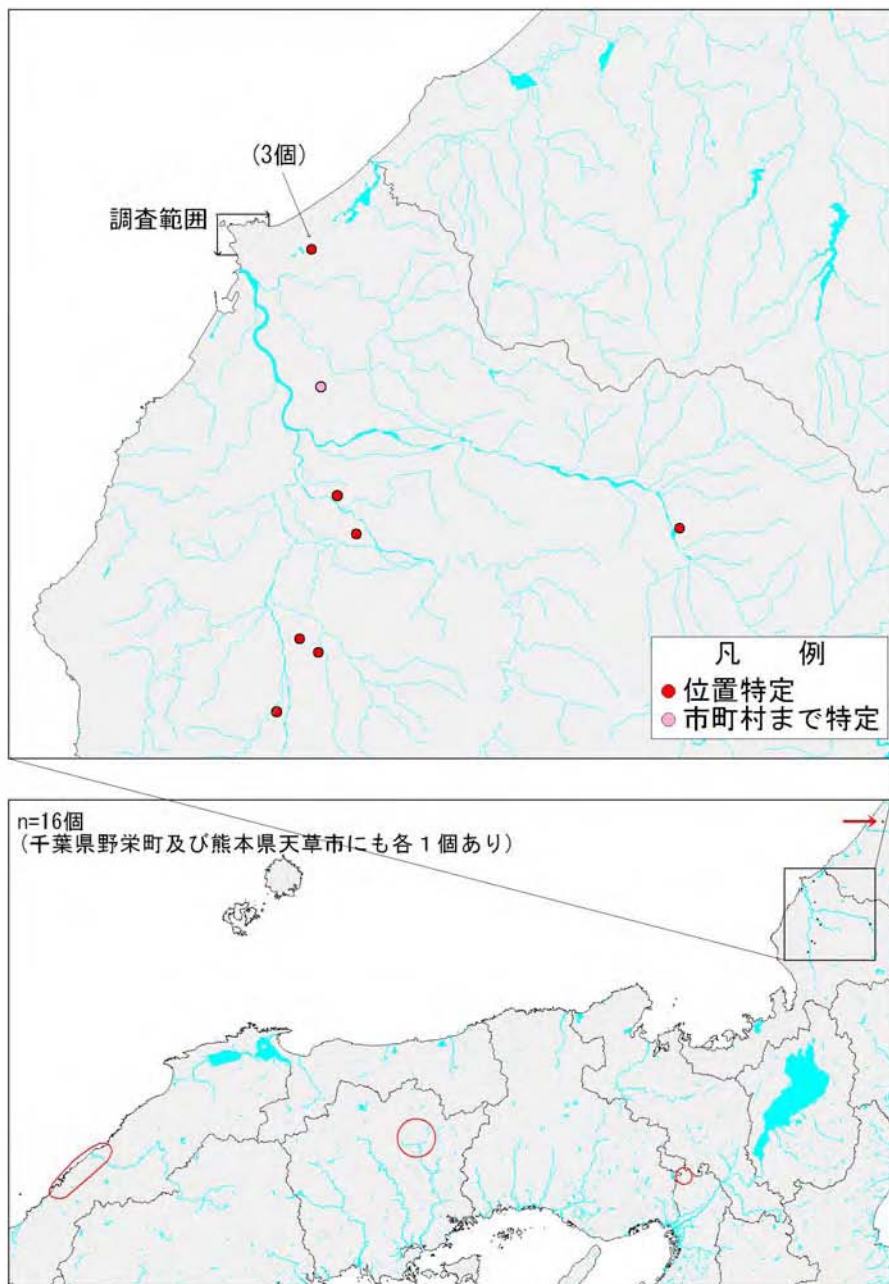 (3個)
調査範囲
凡 例
位置特定
市町村まで特定
n=16個
(千葉県野栄町及び熊本県天草市にも各1個あり)